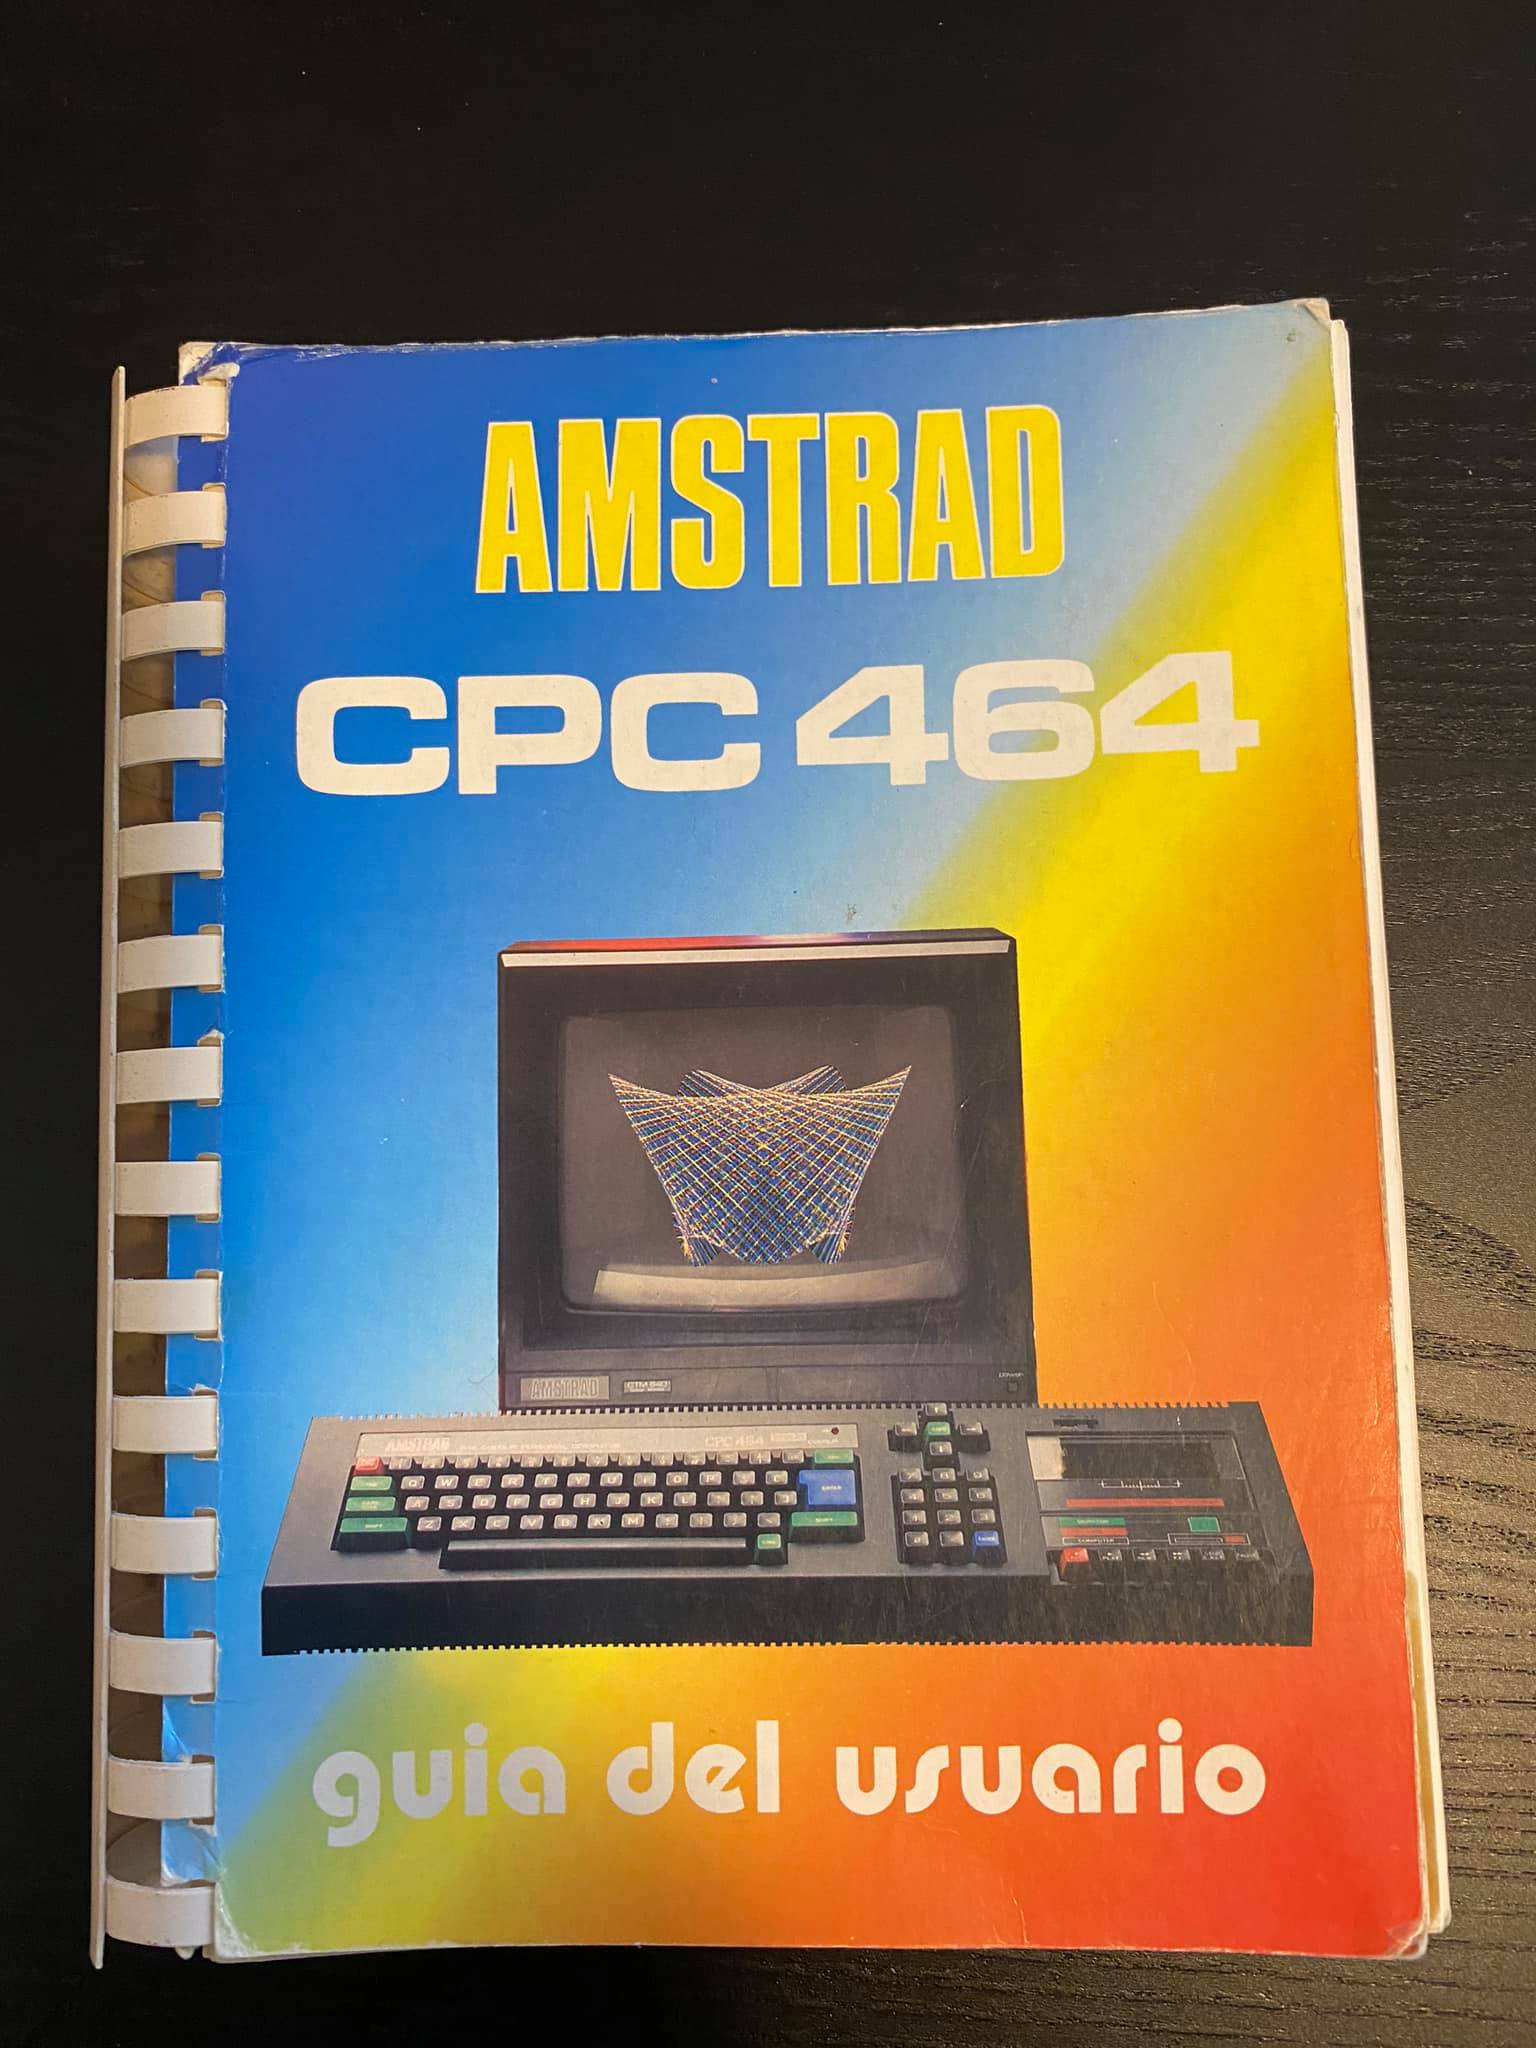 AMSTRAD
CPC 464
AMSTRAD
AMSTRAD
CPC 464
Q W E R T Y U I O P
A S D F G H J K L
Z X C V B N M
guia del usuario